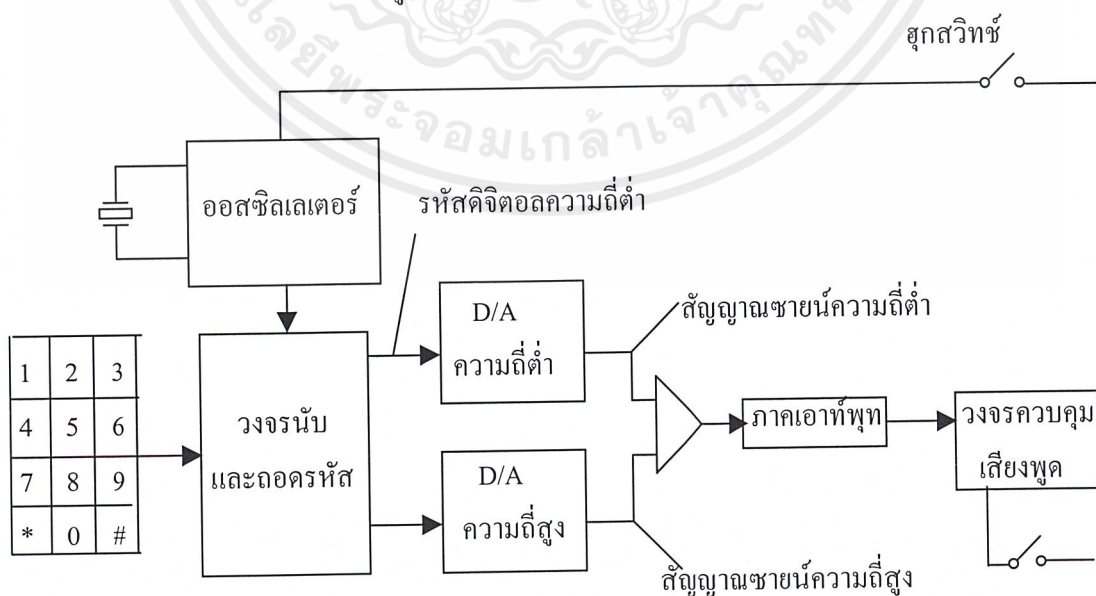 ฮุกสวิทช์
ออสซิลเลเตอร์
รหัสดิจิตอลความถี่ต่ำ
D/A
ความถี่ต่ำ
สัญญาณซายน์ความถี่ต่ำ
1 2 3
4 5 6
7 8 9
* 0 #
วงจรนับ
และถอดรหัส
ภาคเอาท์พุท
วงจรควบคุม
เสียงพูด
D/A
ความถี่สูง
สัญญาณซายน์ความถี่สูง